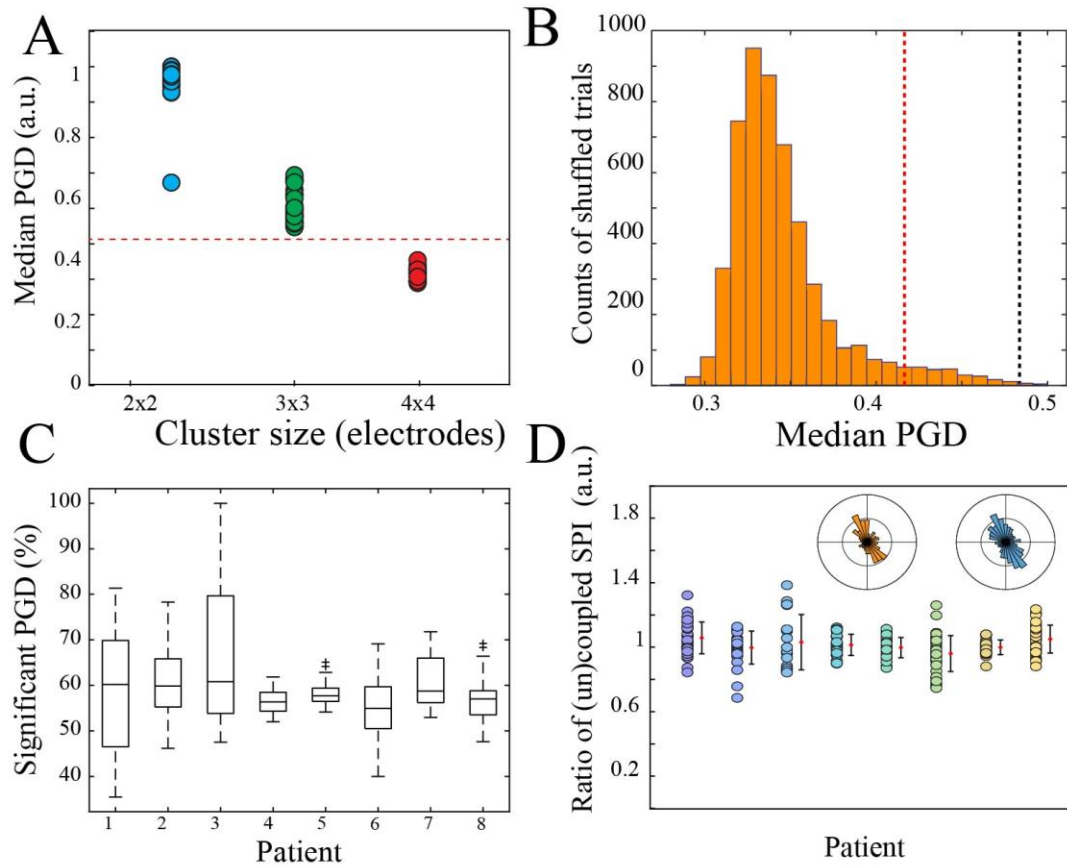 A
Median PGD (a.u.)
1
0.8
0.6
0.4
0.2
0
2x2
3x3
4x4
Cluster size (electrodes)
B
Counts of shuffled trials
1000
800
600
400
200
0
0.3
0.4
0.5
Median PGD
C
Significant PGD (%)
100
90
80
70
60
50
40
1
2
3
4
5
6
7
8
Patient
D
Ratio of (un)coupled SPI (a.u.)
1.8
1.4
1
0.6
0.2
Patient